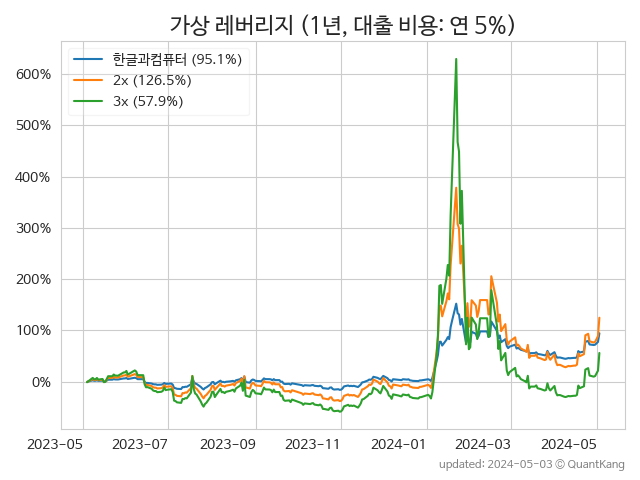 가상 레버리지 (1년, 대출 비용: 연 5%)
한글과컴퓨터 (95.1%)
2x (126.5%)
3x (57.9%)
600%
500%
400%
300%
200%
100%
0%
2023-05
2023-07
2023-09
2023-11
2024-01
2024-03
2024-05
updated: 2024-05-03 © QuantKang